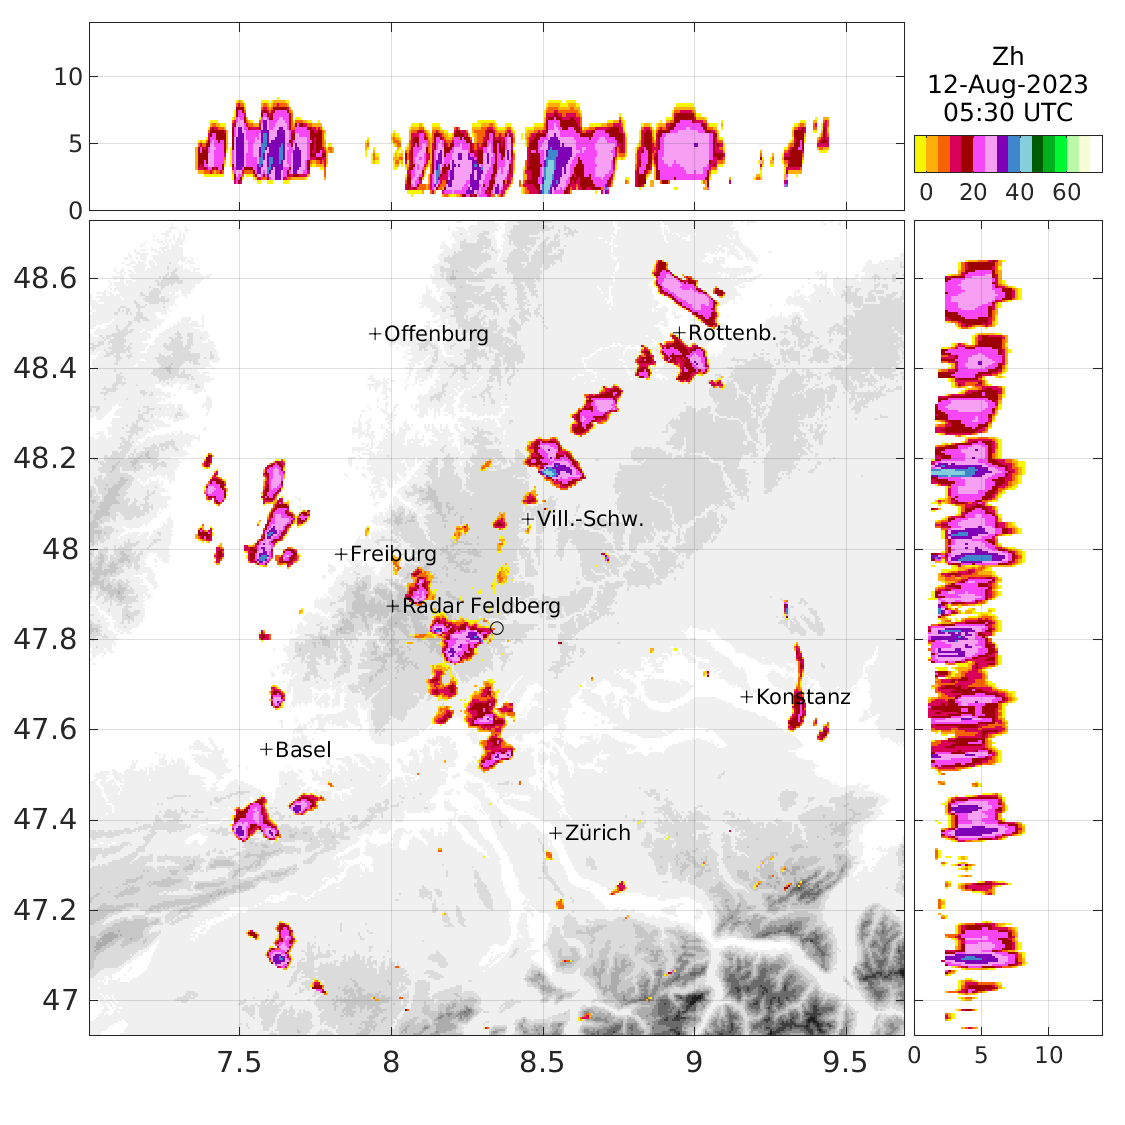 10
5
0
Zh
12-Aug-2023
05:30 UTC
0 20 40 60
48.6
48.4
48.2
48
47.8
47.6
47.4
47.2
47
+Offenburg
+Rottenb.
+Vill.-Schw.
+Freiburg
+Radar Feldberg
+Konstanz
+Basel
+Zürich
7.5 8 8.5 9 9.5
0 5 10